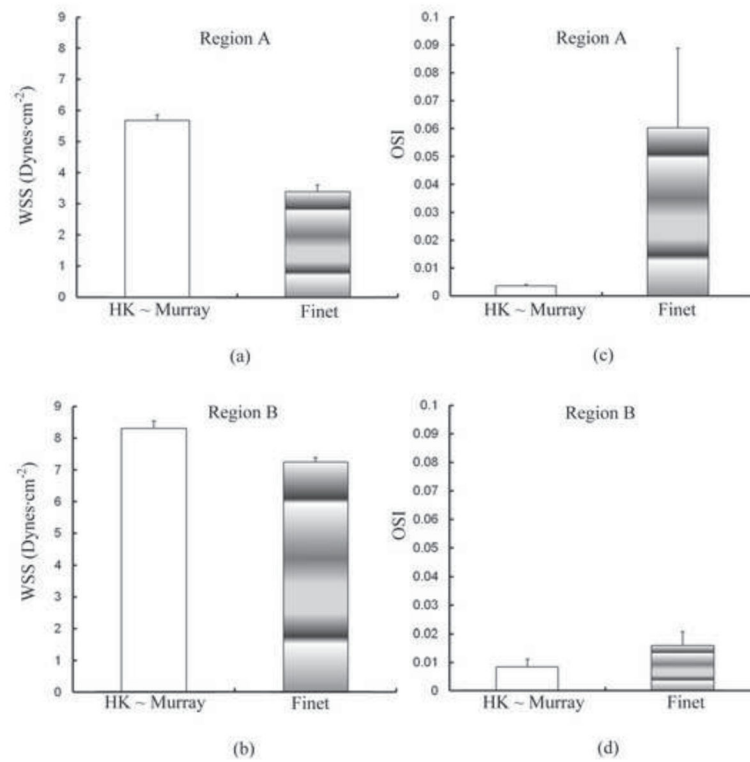 Region A
WSS (Dynes·cm-2)
9
8
7
6
5
4
3
2
1
0
HK ~ Murray Finet
(a)
Region A
OSI
0.1
0.09
0.08
0.07
0.06
0.05
0.04
0.03
0.02
0.01
0
HK ~ Murray Finet
(c)
Region B
WSS (Dynes·cm-2)
9
8
7
6
5
4
3
2
1
0
HK ~ Murray Finet
(b)
Region B
OSI
0.1
0.09
0.08
0.07
0.06
0.05
0.04
0.03
0.02
0.01
0
HK ~ Murray Finet
(d)